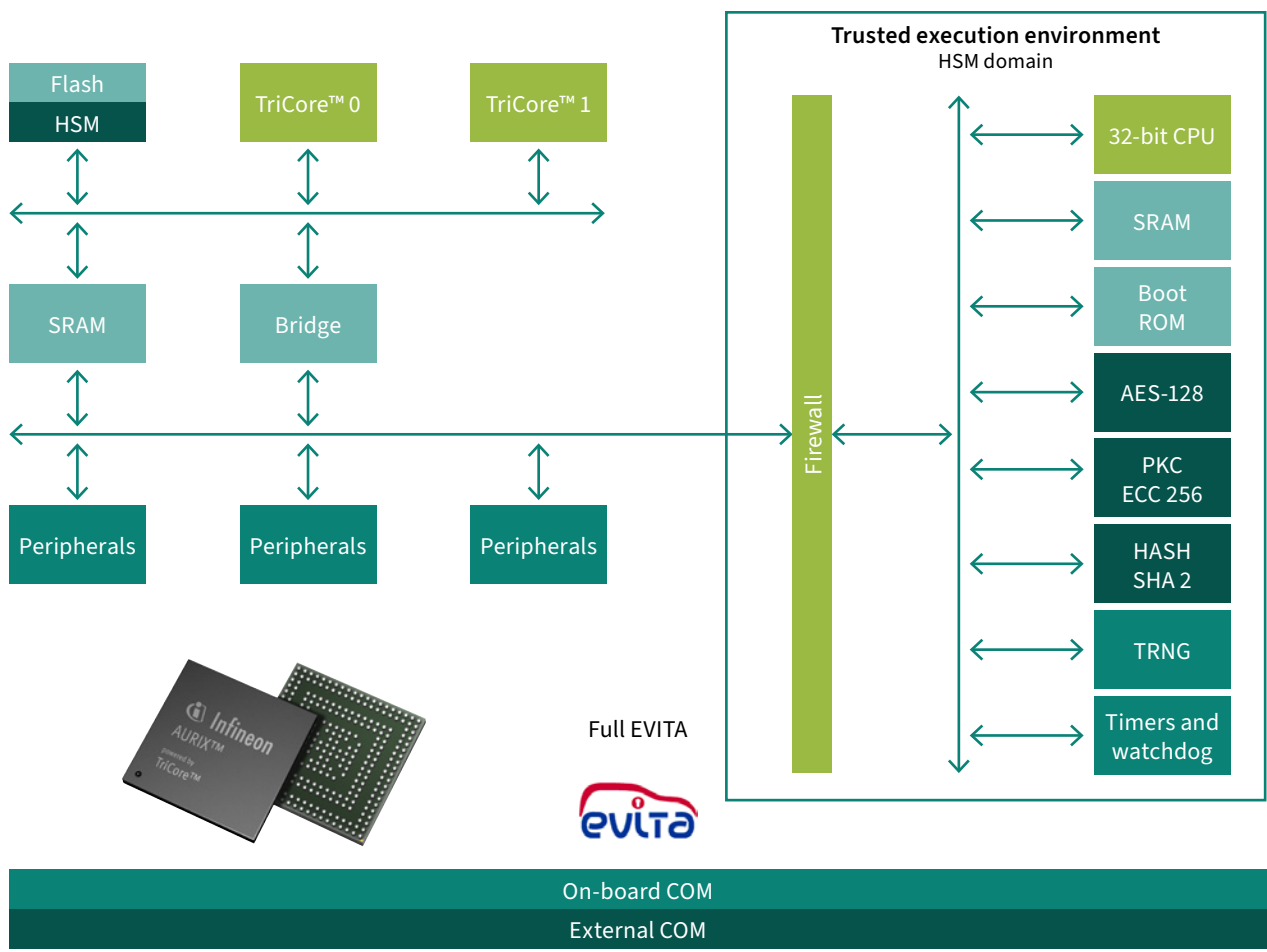 Trusted execution environment
HSM domain
Flash
HSM
TriCore™ 0
TriCore™ 1
SRAM
Bridge
Peripherals
Peripherals
Peripherals
Firewall
32-bit CPU
SRAM
Boot
ROM
AES-128
PKC
ECC 256
HASH
SHA 2
TRNG
Timers and
watchdog
Infineon
AURIX™
powered by
TriCore™
Full EVITA
evita
On-board COM
External COM